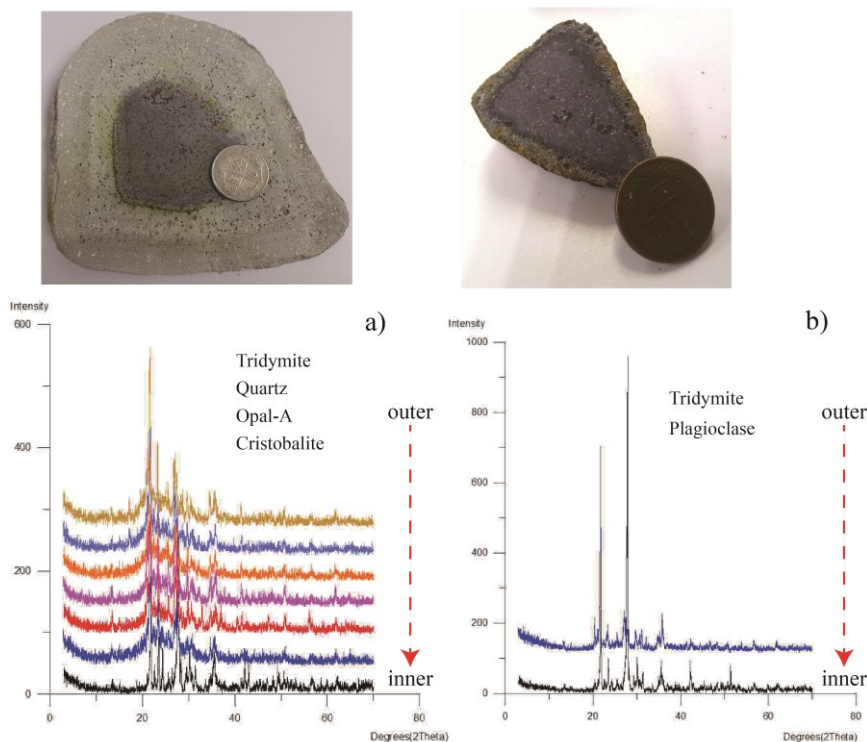 Intensity
600
400
200
0
0
20
40
60
80
Degrees(2Theta)
a)
Tridymite
Quartz
Opal-A
Cristobalite
outer
inner
Intensity
1000
800
600
400
200
0
0
20
40
60
80
Degrees(2Theta)
b)
Tridymite
Plagioclase
outer
inner